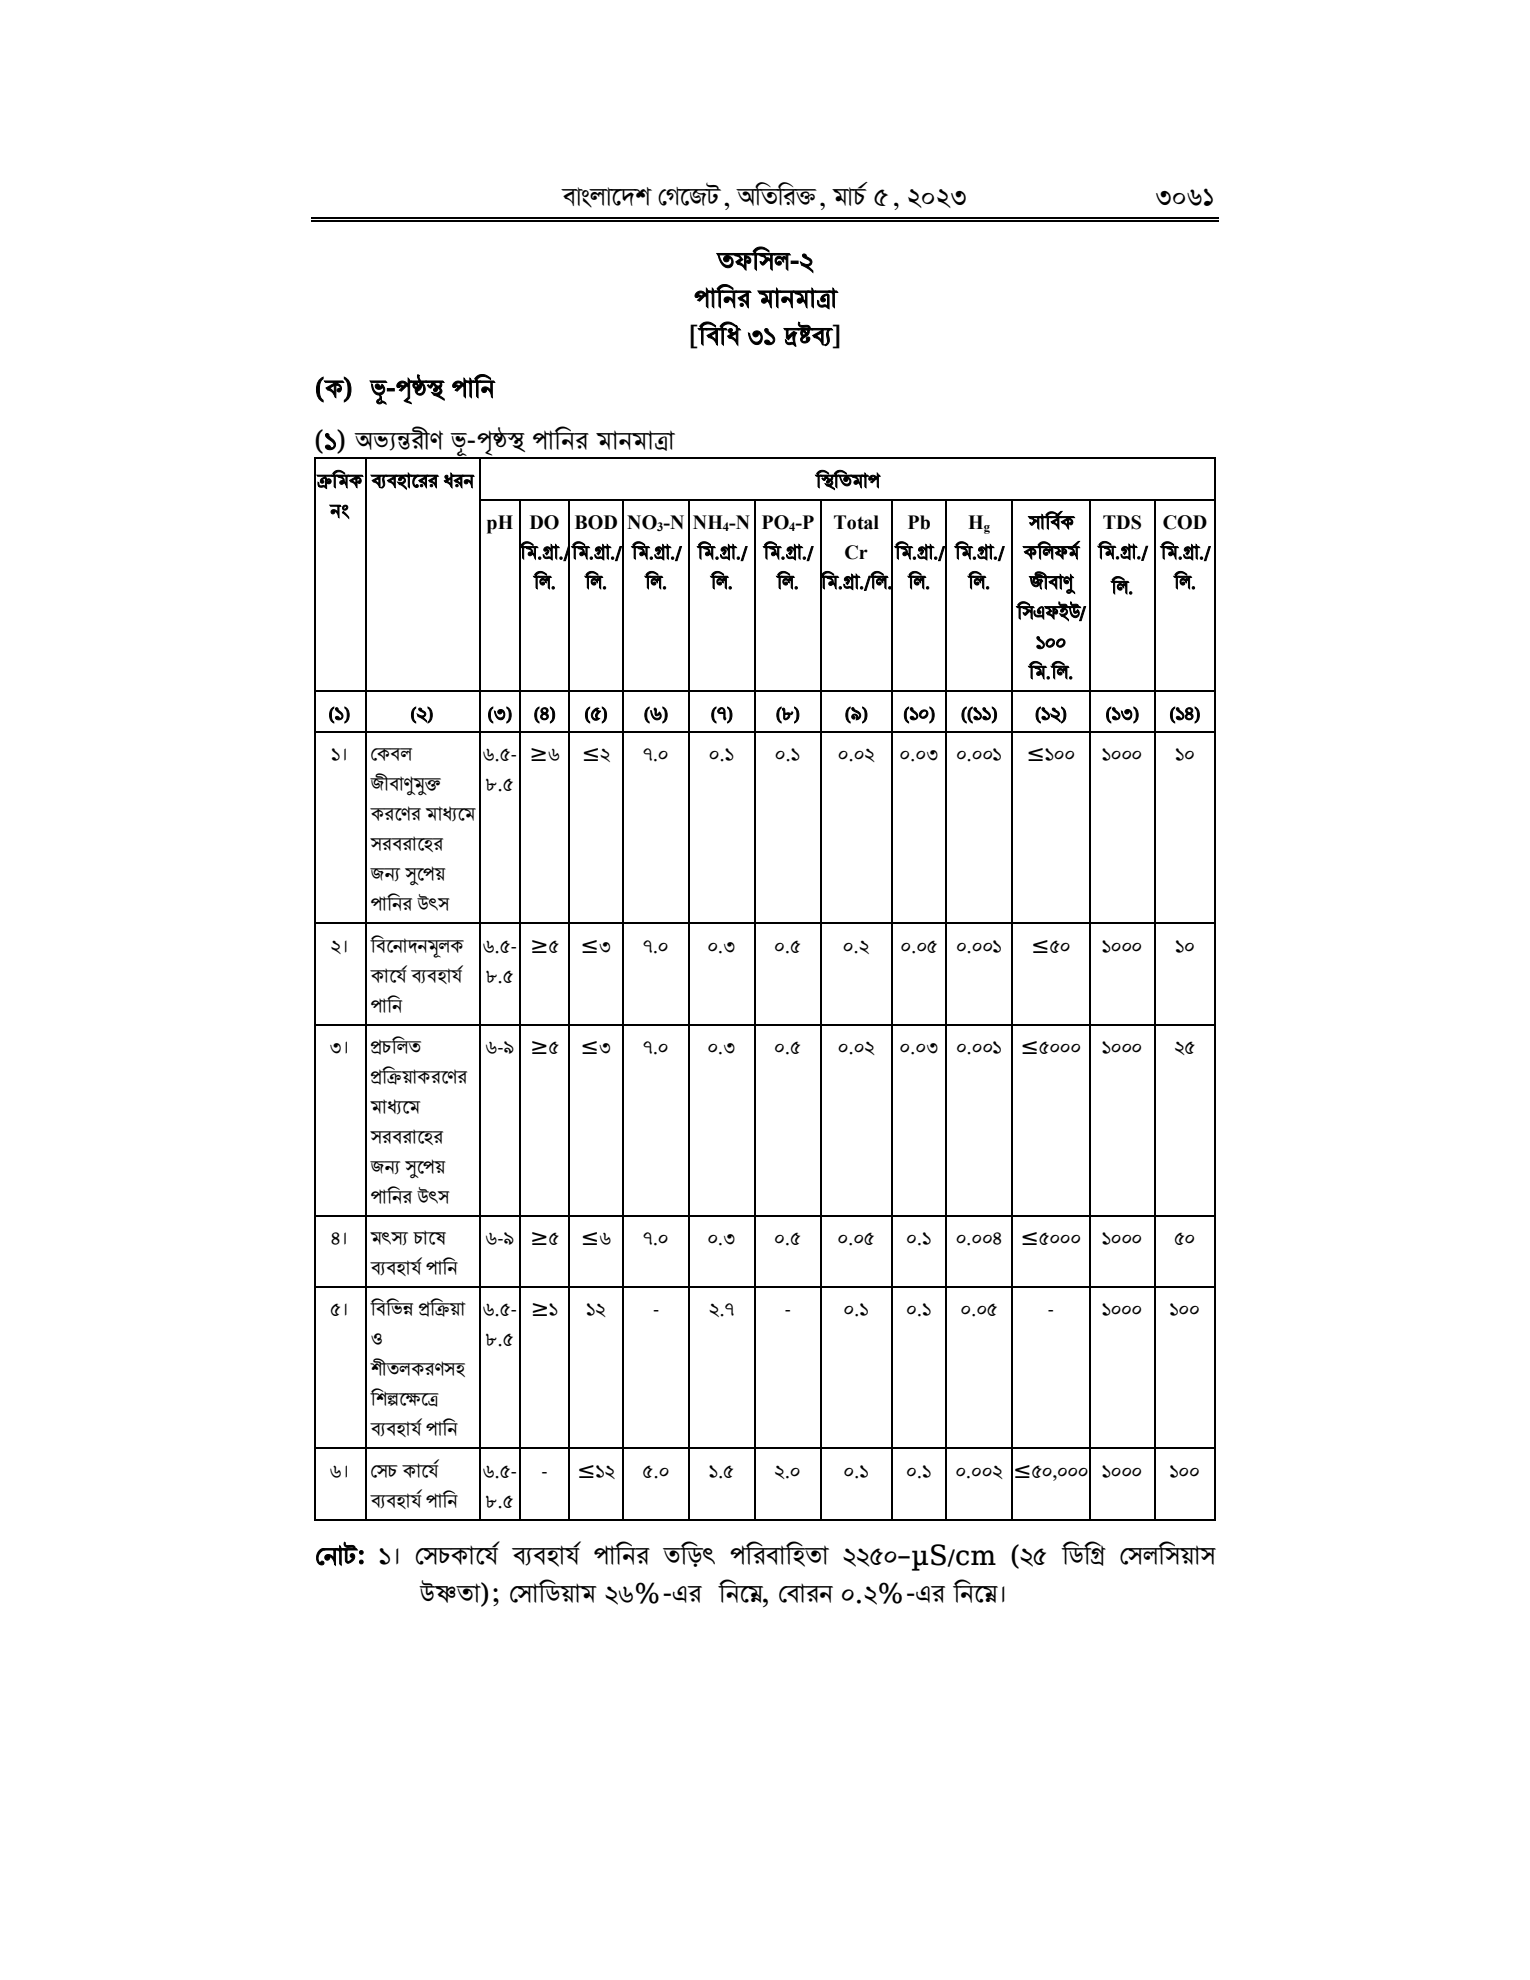 বাংলাদেশ গেজেট, অতিরিক্ত, মার্চ ৫, ২০২৩ ৩০৬১
তফসিল-২
পানির মানমাত্রা
[বিধি ৩১ দ্রষ্টব্য]
(ক) ভূ-পৃষ্ঠস্থ পানি
(১) অভ্যন্তরীণ ভূ-পৃষ্ঠস্থ পানির মানমাত্রা
ক্রমিক ব্যবহারের ধরন স্থিতিমাপ
নং
pH DO BOD NO₃-N NH₄-N PO₄-P Total Pb Hg সার্বিক TDS COD
মি.গ্রা./ মি.গ্রা./ মি.গ্রা./ মি.গ্রা./ মি.গ্রা./ Cr মি.গ্রা./ মি.গ্রা./ কলিফর্ম মি.গ্রা./ মি.গ্রা./
লি. লি. লি. লি. লি. মি.গ্রা./লি. লি. লি. জীবাণু লি. লি.
সিএফইউ/
১০০
মি.লি.
(১) (২) (৩) (৪) (৫) (৬) (৭) (৮) (৯) (১০) ((১১) (১২) (১৩) (১৪)
১। কেবল ৬.৫- ≥৬ ≤২ ৭.০ ০.১ ০.১ ০.০২ ০.০৩ ০.০০১ ≤১০০ ১০০০ ১০
জীবাণুমুক্ত ৮.৫
করণের মাধ্যমে
সরবরাহের
জন্য সুপেয়
পানির উৎস
২। বিনোদনমূলক ৬.৫- ≥৫ ≤৩ ৭.০ ০.৩ ০.৫ ০.২ ০.০৫ ০.০০১ ≤৫০ ১০০০ ১০
কার্যে ব্যবহার্য ৮.৫
পানি
৩। প্রচলিত ৬-৯ ≥৫ ≤৩ ৭.০ ০.৩ ০.৫ ০.০২ ০.০৩ ০.০০১ ≤৫০০০ ১০০০ ২৫
প্রক্রিয়াকরণের
মাধ্যমে
সরবরাহের
জন্য সুপেয়
পানির উৎস
৪। মৎস্য চাষে ৬-৯ ≥৫ ≤৬ ৭.০ ০.৩ ০.৫ ০.০৫ ০.১ ০.০০৪ ≤৫০০০ ১০০০ ৫০
ব্যবহার্য পানি
৫। বিভিন্ন প্রক্রিয়া ৬.৫- ≥১ ১২ - ২.৭ - ০.১ ০.১ ০.০৫ - ১০০০ ১০০
ও ৮.৫
শীতলকরণসহ
শিল্পক্ষেত্রে
ব্যবহার্য পানি
৬। সেচ কার্যে ৬.৫- - ≤১২ ৫.০ ১.৫ ২.০ ০.১ ০.১ ০.০০২ ≤৫০,০০০ ১০০০ ১০০
ব্যবহার্য পানি ৮.৫
নোট: ১। সেচকার্যে ব্যবহার্য পানির তড়িৎ পরিবাহিতা ২২৫০–µS/cm (২৫ ডিগ্রি সেলসিয়াস
উষ্ণতা); সোডিয়াম ২৬%-এর নিম্নে, বোরন ০.২%-এর নিম্নে।